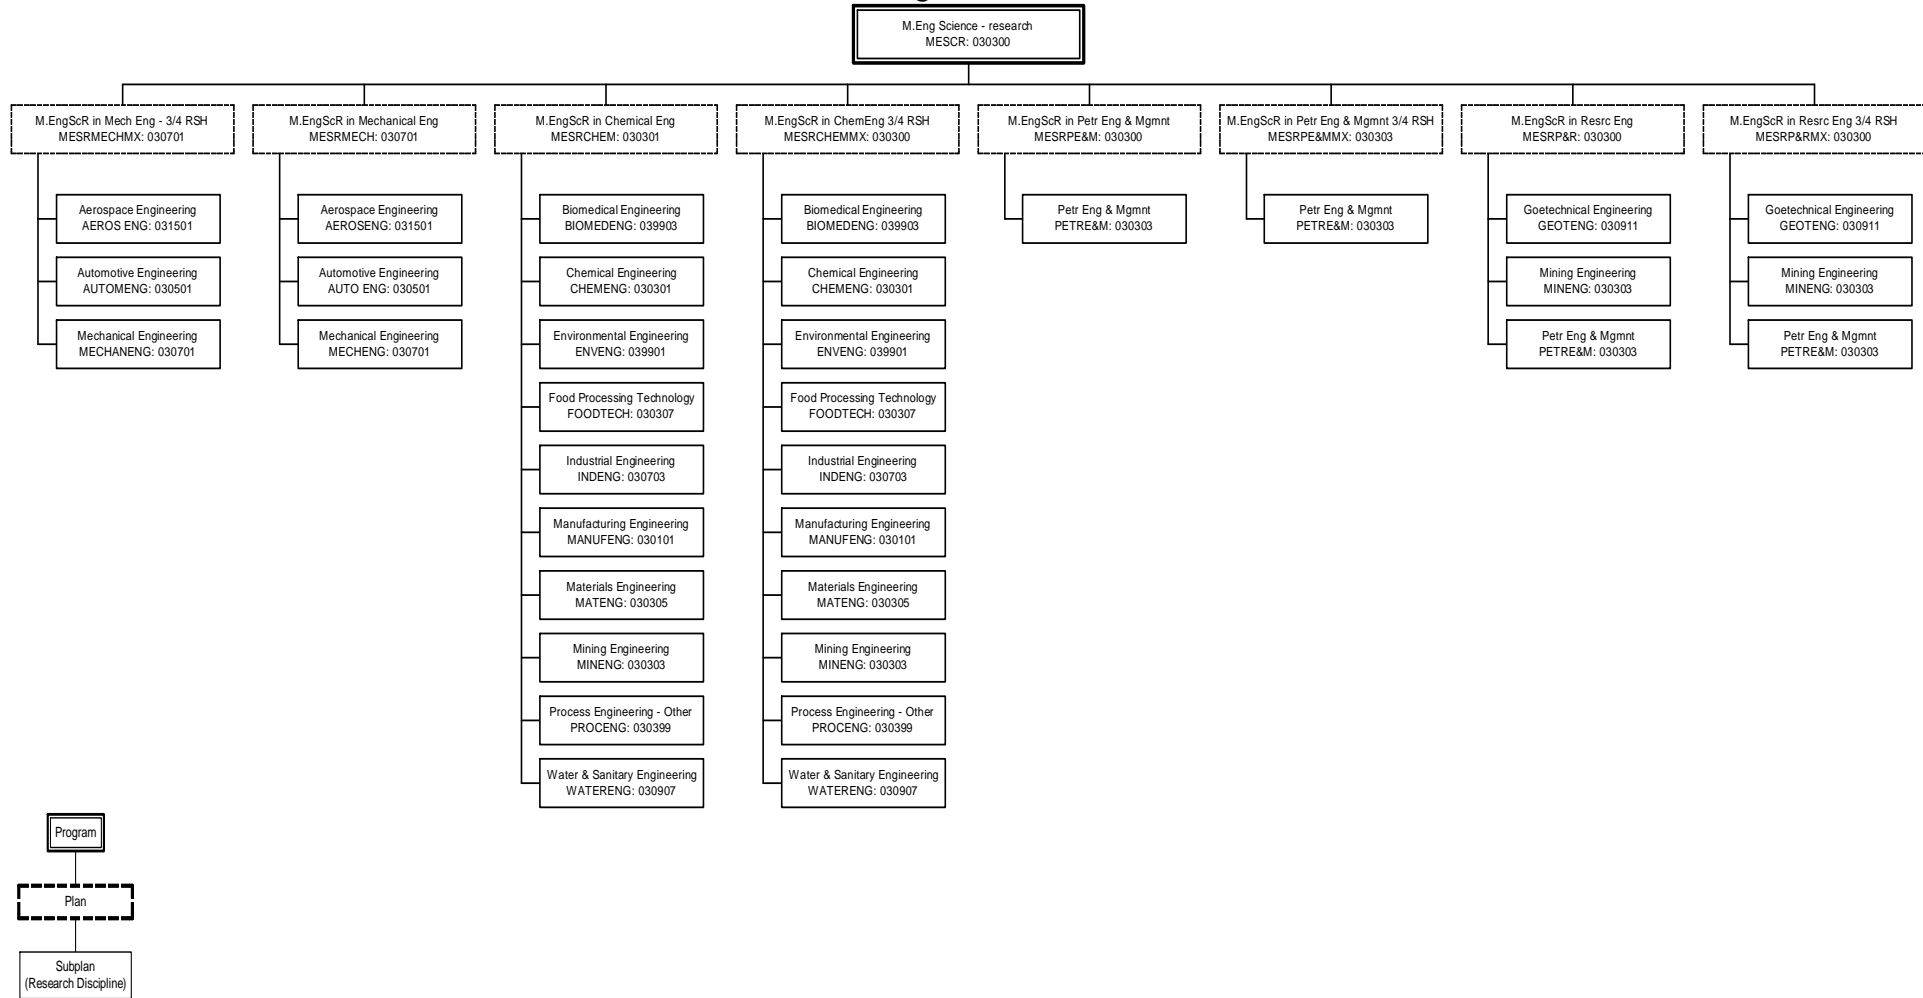 M.Eng Science - research
MESCR: 030300
M.EngScR in Mech Eng - 3/4 RSH
MESRMECHMX: 030701
Aerospace Engineering
AEROS ENG: 031501
Automotive Engineering
AUTOMENG: 030501
Mechanical Engineering
MECHANENG: 030701
M.EngScR in Mechanical Eng
MESRMECH: 030701
Aerospace Engineering
AEROSENG: 031501
Automotive Engineering
AUTO ENG: 030501
Mechanical Engineering
MECHENG: 030701
M.EngScR in Chemical Eng
MESRCHEM: 030301
Biomedical Engineering
BIOMEDENG: 039903
Chemical Engineering
CHEMENG: 030301
Environmental Engineering
ENVENG: 039901
Food Processing Technology
FOODTECH: 030307
Industrial Engineering
INDENG: 030703
Manufacturing Engineering
MANUFENG: 030101
Materials Engineering
MATENG: 030305
Mining Engineering
MINENG: 030303
Process Engineering - Other
PROCENG: 030399
Water & Sanitary Engineering
WATERENG: 030907
M.EngScR in ChemEng 3/4 RSH
MESRCHEMMX: 030300
Biomedical Engineering
BIOMEDENG: 039903
Chemical Engineering
CHEMENG: 030301
Environmental Engineering
ENVENG: 039901
Food Processing Technology
FOODTECH: 030307
Industrial Engineering
INDENG: 030703
Manufacturing Engineering
MANUFENG: 030101
Materials Engineering
MATENG: 030305
Mining Engineering
MINENG: 030303
Process Engineering - Other
PROCENG: 030399
Water & Sanitary Engineering
WATERENG: 030907
M.EngScR in Petr Eng & Mgmnt
MESRPE&M: 030300
Petr Eng & Mgmnt
PETRE&M: 030303
M.EngScR in Petr Eng & Mgmnt 3/4 RSH
MESRPE&MMX: 030303
Petr Eng & Mgmnt
PETRE&M: 030303
M.EngScR in Resrc Eng
MESRP&R: 030300
Goetechnical Engineering
GEOTENG: 030911
Mining Engineering
MINENG: 030303
Petr Eng & Mgmnt
PETRE&M: 030303
M.EngScR in Resrc Eng 3/4 RSH
MESRP&RMX: 030300
Goetechnical Engineering
GEOTENG: 030911
Mining Engineering
MINENG: 030303
Petr Eng & Mgmnt
PETRE&M: 030303
Program
Plan
Subplan
(Research Discipline)